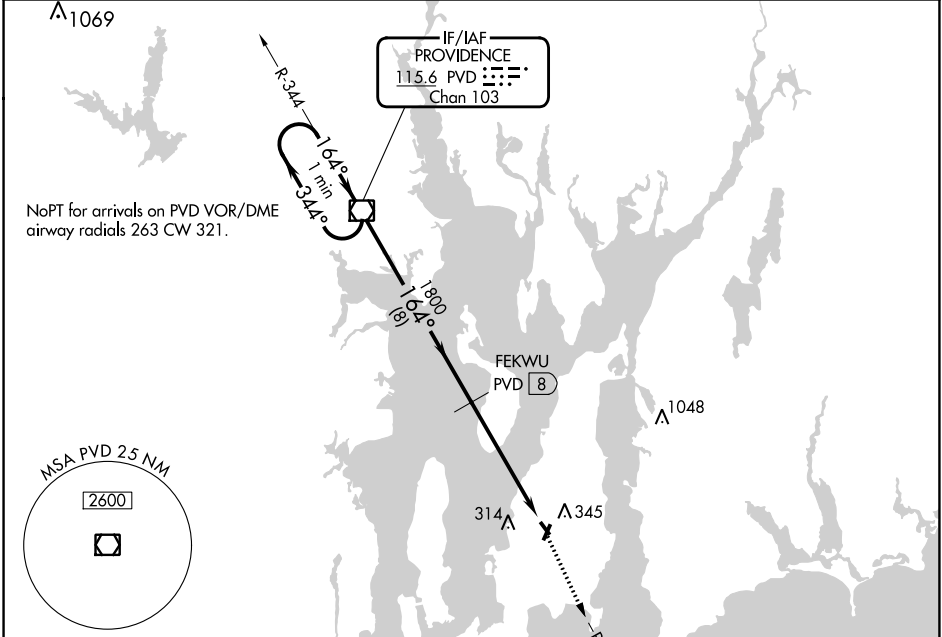 1069
IF/IAF
PROVIDENCE
115.6 PVD
Chan 103
R-344
164°
1 min
344°
NoPT for arrivals on PVD VOR/DME
airway radials 263 CW 321.
1800
164°
(8)
FEKWU
PVD 8
1048
MSA PVD 25 NM
2600
314
345